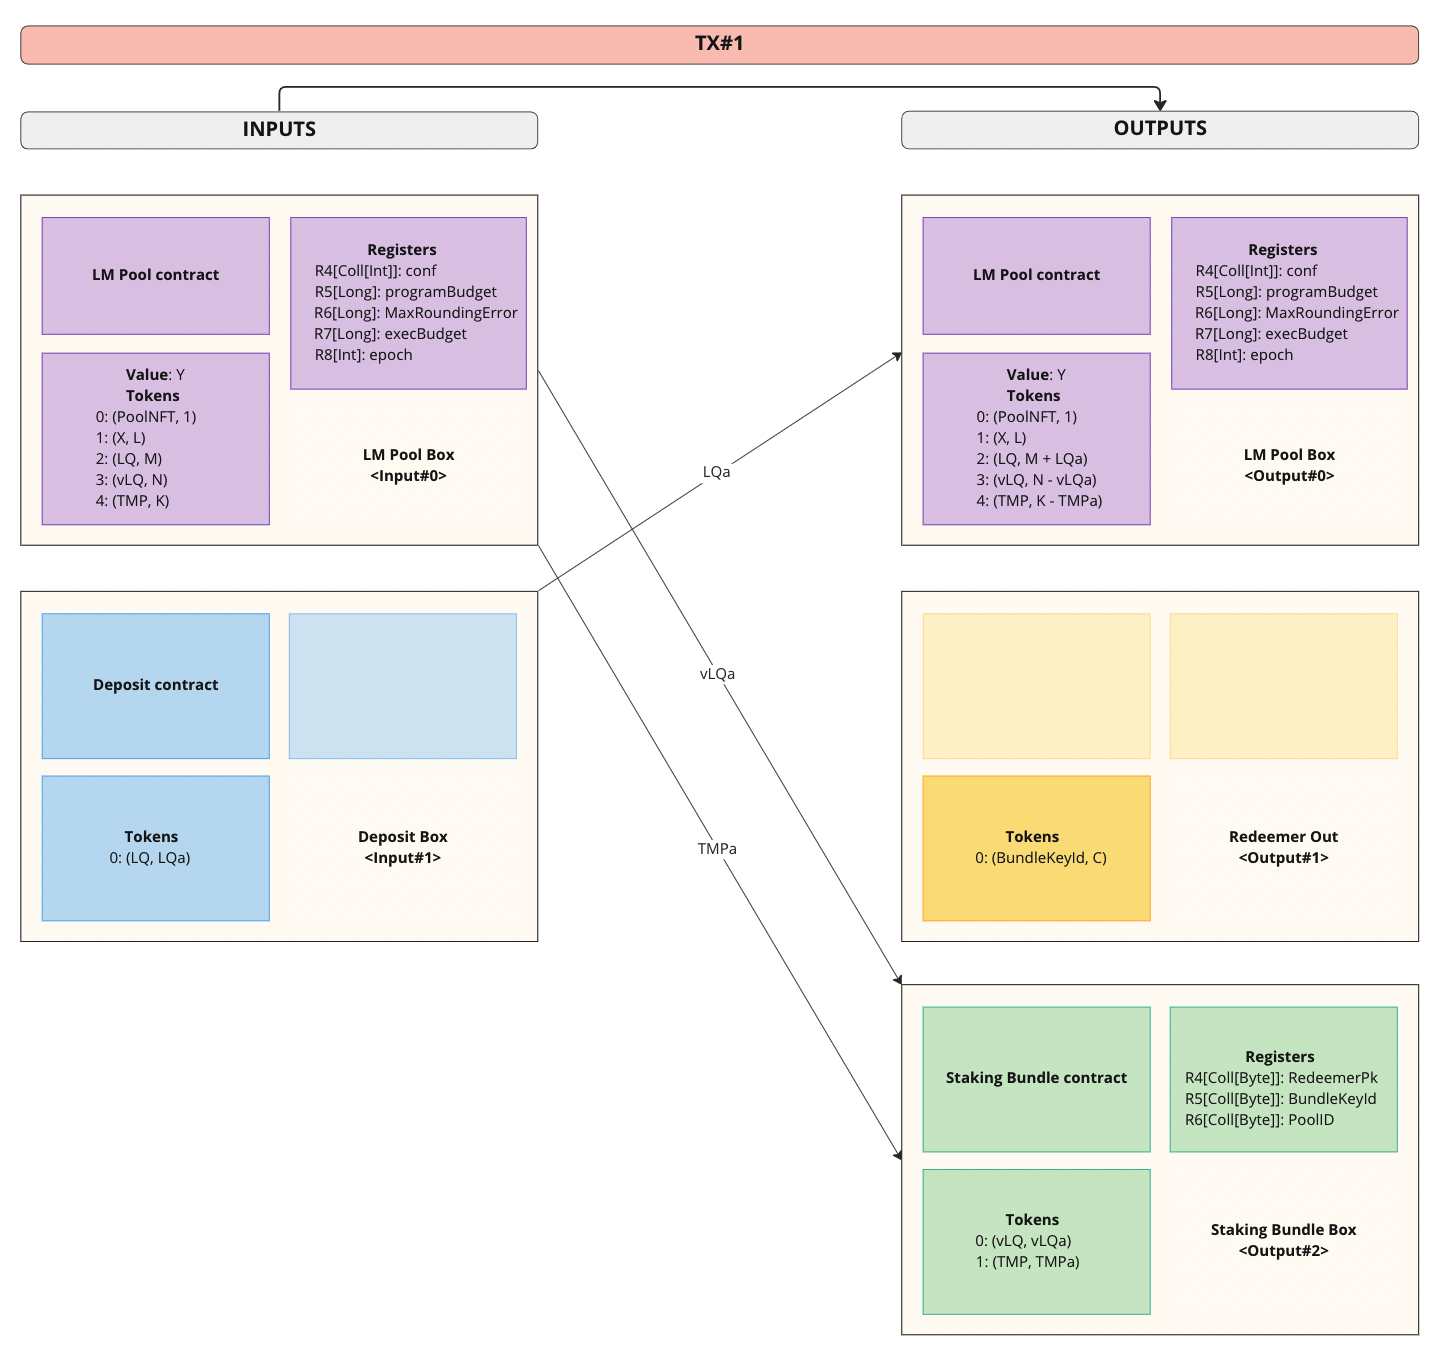 TX#1
INPUTS
OUTPUTS
LM Pool contract
Registers
R4[Coll[Int]]: conf
R5[Long]: programBudget
R6[Long]: MaxRoundingError
R7[Long]: execBudget
R8[Int]: epoch
Value: Y
Tokens
0: (PoolNFT, 1)
1: (X, L)
2: (LQ, M)
3: (vLQ, N)
4: (TMP, K)
LM Pool Box
<Input#0>
LM Pool contract
Registers
R4[Coll[Int]]: conf
R5[Long]: programBudget
R6[Long]: MaxRoundingError
R7[Long]: execBudget
R8[Int]: epoch
Value: Y
Tokens
0: (PoolNFT, 1)
1: (X, L)
2: (LQ, M + LQa)
3: (vLQ, N - vLQa)
4: (TMP, K - TMPa)
LM Pool Box
<Output#0>
LQa
vLQa
TMPa
Deposit contract
Tokens
0: (LQ, LQa)
Deposit Box
<Input#1>
Tokens
0: (BundleKeyId, C)
Redeemer Out
<Output#1>
Staking Bundle contract
Registers
R4[Coll[Byte]]: RedeemerPk
R5[Coll[Byte]]: BundleKeyId
R6[Coll[Byte]]: PoolID
Tokens
0: (vLQ, vLQa)
1: (TMP, TMPa)
Staking Bundle Box
<Output#2>